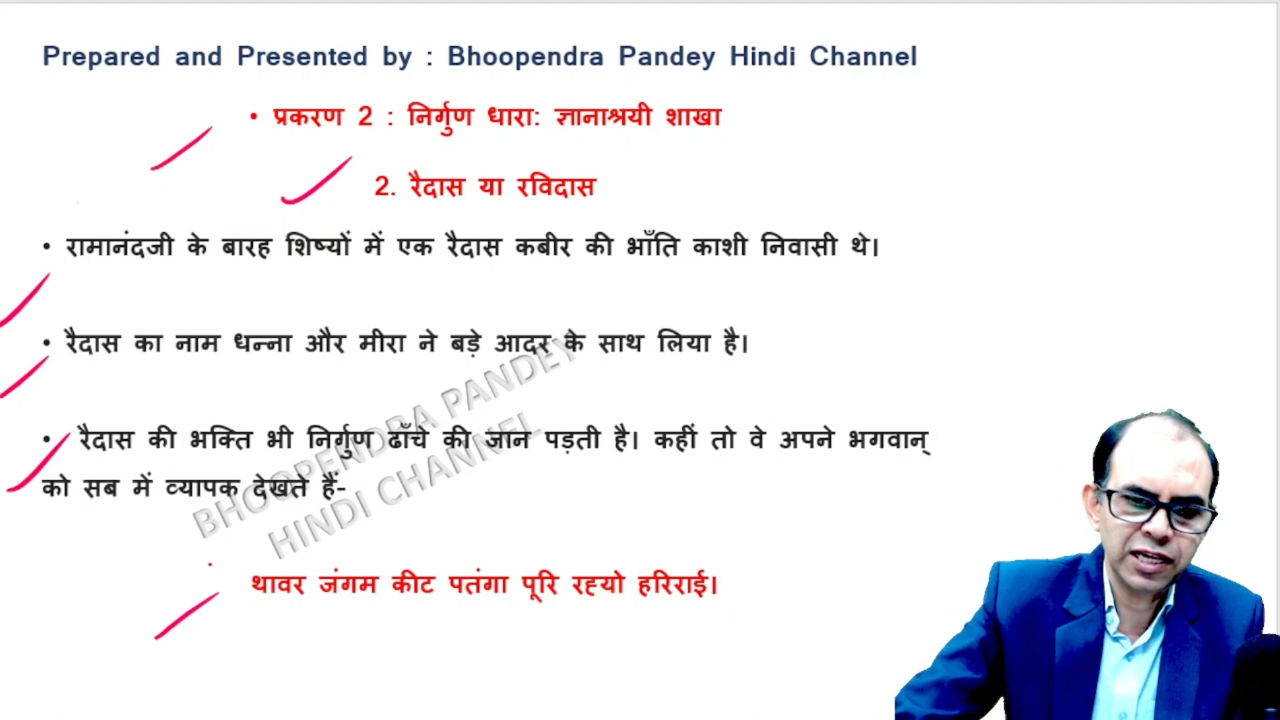 Prepared and Presented by : Bhoopendra Pandey Hindi Channel
• प्रकरण 2 : निर्गुण धारा: ज्ञानाश्रयी शाखा
2. रैदास या रविदास
• रामानंदजी के बारह शिष्यों में एक रैदास कबीर की भाँति काशी निवासी थे।
• रैदास का नाम धन्ना और मीरा ने बड़े आदर के साथ लिया है।
• रैदास की भक्ति भी निर्गुण ढाँचे की जान पड़ती है। कहीं तो वे अपने भगवान्
को सब में व्यापक देखते हैं-
BHOOPENDRA PANDEY
HINDI CHANNEL
थावर जंगम कीट पतंगा पूरि रह्यो हरिराई।